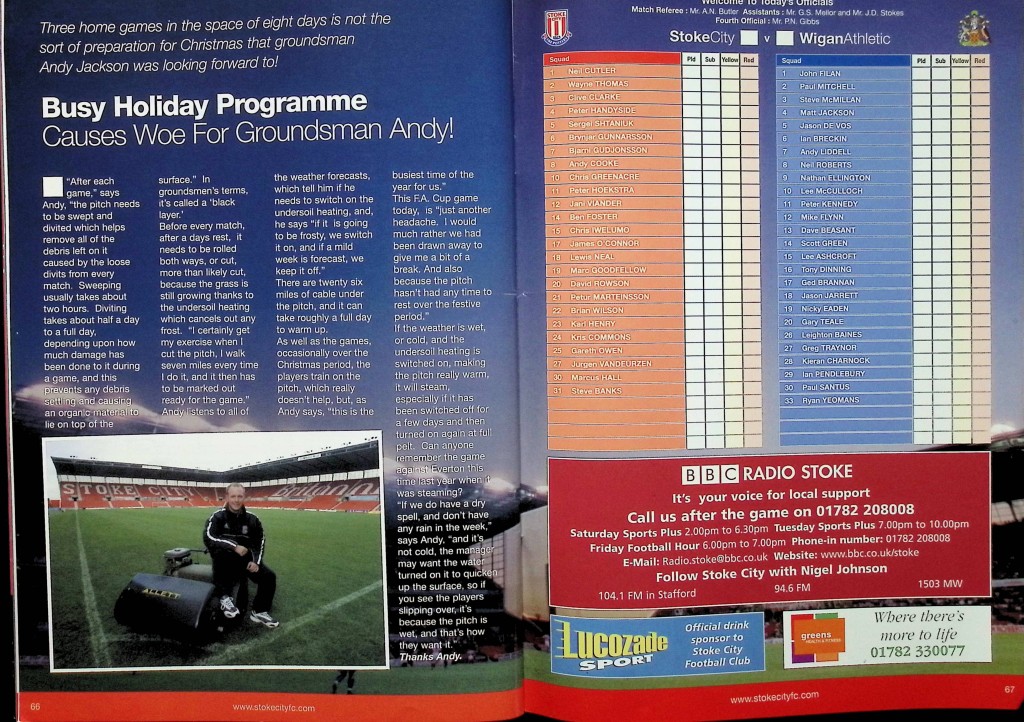 Three home games in the space of eight days is not the
sort of preparation for Christmas that groundsman
Andy Jackson was looking forward to!
Busy Holiday Programme
Causes Woe For Groundsman Andy!
"After each
game," says
Andy, "the pitch needs
to be swept and
divited which helps
remove all of the
debris left on it
caused by the loose
divits from every
match. Sweeping
usually takes about
two hours. Diviting
takes about half a day
to a full day,
depending upon how
much damage has
been done to it during
a game, and this
prevents any debris
settling and causing
an organic material to
lie on top of the
surface." In
groundsmen's terms,
it's called a 'black
layer.'
Before every match,
after a days rest, it
needs to be rolled
both ways, or cut,
more than likely cut,
because the grass is
still growing thanks to
the undersoil heating
which cancels out any
frost. "I certainly get
my exercise when I
cut the pitch, I walk
seven miles every time
I do it, and it then has
to be marked out
ready for the game."
Andy listens to all of
the weather forecasts,
which tell him if he
needs to switch on the
undersoil heating, and,
he says "if it is going
to be frosty, we switch
it on, and if a mild
week is forecast, we
keep it off."
There are twenty six
miles of cable under
the pitch, and it can
take roughly a full day
to warm up.
As well as the games,
occasionally over the
Christmas period, the
players train on the
pitch, which really
doesn't help, but, as
Andy says, "this is the
busiest time of the
year for us."
This F.A. Cup game
today, is "just another
headache. I would
much rather we had
been drawn away to
give me a bit of a
break. And also
because the pitch
hasn't had any time to
rest over the festive
period."
If the weather is wet,
or cold, and the
undersoil heating is
switched on, making
the pitch really warm,
it will steam,
especially if it has
been switched off for
a few days and then
turned on again at full
pelt. Can anyone
remember the game
against Everton this
time last year when it
was steaming?
"If we do have a dry
spell, and don't have
any rain in the week,"
says Andy, "and it's
not cold, the manager
may want the water
turned on it to quicken
up the surface, so if
you see the players
slipping over, it's
because the pitch is
wet, and that's how
they want it."
Thanks Andy.
STOKE CITY
Britannia
ALLETT
66
www.stokecityfc.com
Welcome To Today's Officials
Match Referee : Mr. A.N. Butler Assistants : Mr. G.S. Mellor and Mr. J.D. Stokes
Fourth Official : Mr. P.N. Gibbs
StokeCity v WiganAthletic
Squad Pld Sub Yellow Red
1 Neil CUTLER
2 Wayne THOMAS
3 Clive CLARKE
4 Peter HANDYSIDE
5 Sergei SHTANIUK
6 Brynjar GUNNARSSON
7 Bjarni GUDJONSSON
8 Andy COOKE
10 Chris GREENACRE
11 Peter HOEKSTRA
12 Jani VIANDER
14 Ben FOSTER
15 Chris IWELUMO
17 James O'CONNOR
18 Lewis NEAL
19 Marc GOODFELLOW
20 David ROWSON
21 Petur MARTEINSSON
22 Brian WILSON
23 Karl HENRY
24 Kris COMMONS
25 Gareth OWEN
27 Jurgen VANDEURZEN
30 Marcus HALL
31 Steve BANKS
Squad Pld Sub Yellow Red
1 John FILAN
2 Paul MITCHELL
3 Steve McMILLAN
4 Matt JACKSON
5 Jason DE VOS
6 Ian BRECKIN
7 Andy LIDDELL
8 Neil ROBERTS
9 Nathan ELLINGTON
10 Lee McCULLOCH
11 Peter KENNEDY
12 Mike FLYNN
13 Dave BEASANT
14 Scott GREEN
15 Lee ASHCROFT
16 Tony DINNING
17 Ged BRANNAN
18 Jason JARRETT
19 Nicky EADEN
20 Gary TEALE
26 Leighton BAINES
27 Greg TRAYNOR
28 Kieran CHARNOCK
29 Ian PENDLEBURY
30 Paul SANTUS
33 Ryan YEOMANS
BBC RADIO STOKE
It's your voice for local support
Call us after the game on 01782 208008
Saturday Sports Plus 2.00pm to 6.30pm Tuesday Sports Plus 7.00pm to 10.00pm
Friday Football Hour 6.00pm to 7.00pm Phone-in number: 01782 208008
E-Mail: Radio.stoke@bbc.co.uk Website: www.bbc.co.uk/stoke
Follow Stoke City with Nigel Johnson
104.1 FM in Stafford 94.6 FM 1503 MW
Lucozade
SPORT
Official drink
sponsor to
Stoke City
Football Club
greens
HEALTH & FITNESS
Where there's
more to life
01782 330077
www.stokecityfc.com
67